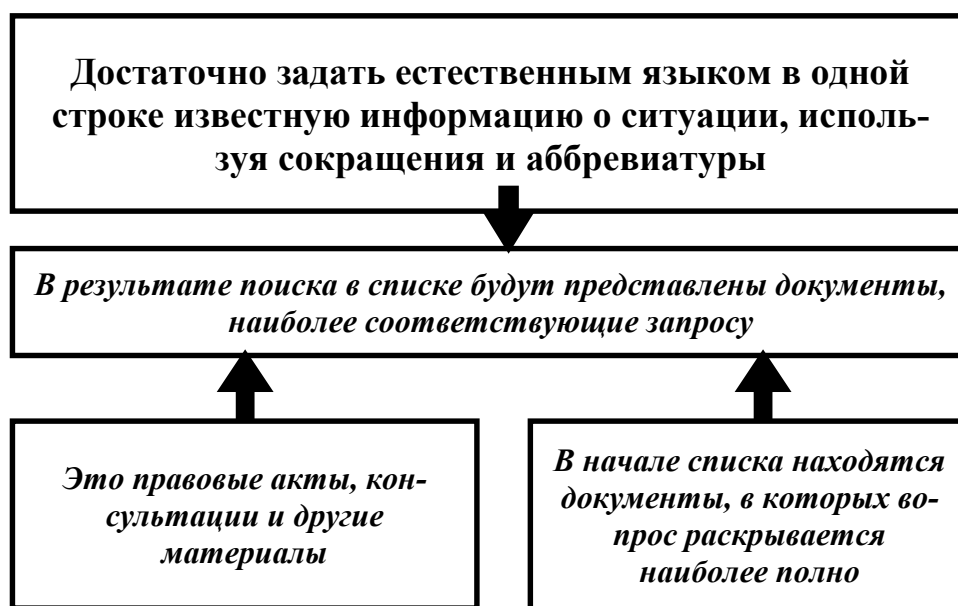 Достаточно задать естественным языком в одной
строке известную информацию о ситуации, исполь-
зуя сокращения и аббревиатуры
В результате поиска в списке будут представлены документы,
наиболее соответствующие запросу
Это правовые акты, кон-
сультации и другие
материалы
В начале списка находятся
документы, в которых во-
прос раскрывается
наиболее полно